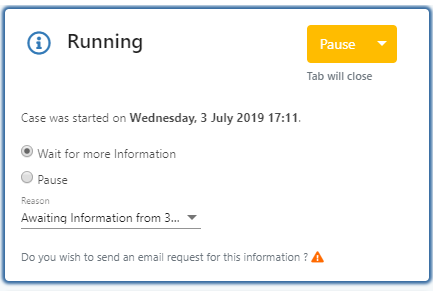 Running
Pause
Tab will close
Case was started on Wednesday, 3 July 2019 17:11.
Wait for more Information
Pause
Reason
Awaiting Information from 3...
Do you wish to send an email request for this information ?